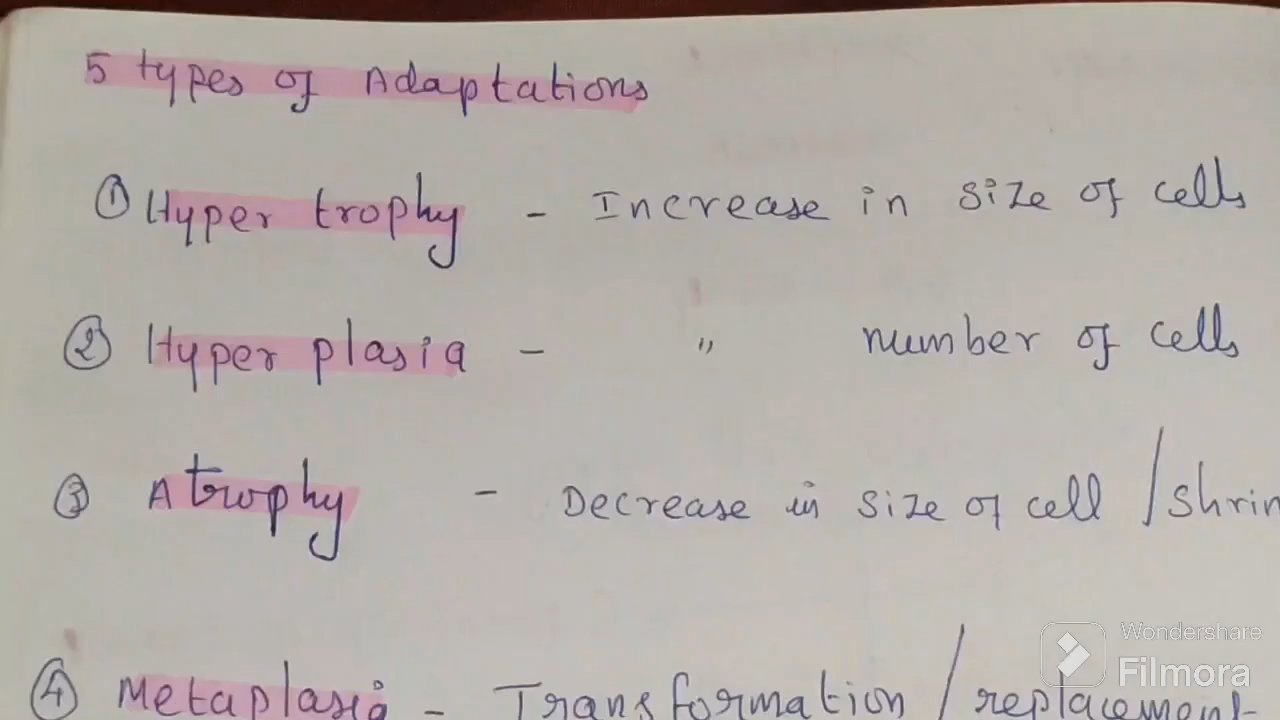 5 types of Adaptations
① Hyper trophy - Increase in size of cells
② Hyper plasia - " number of cells
③ Atrophy - Decrease in size of cell / shrin
④ Metaplasia - Transformation / replacement
Wondershare
Filmora